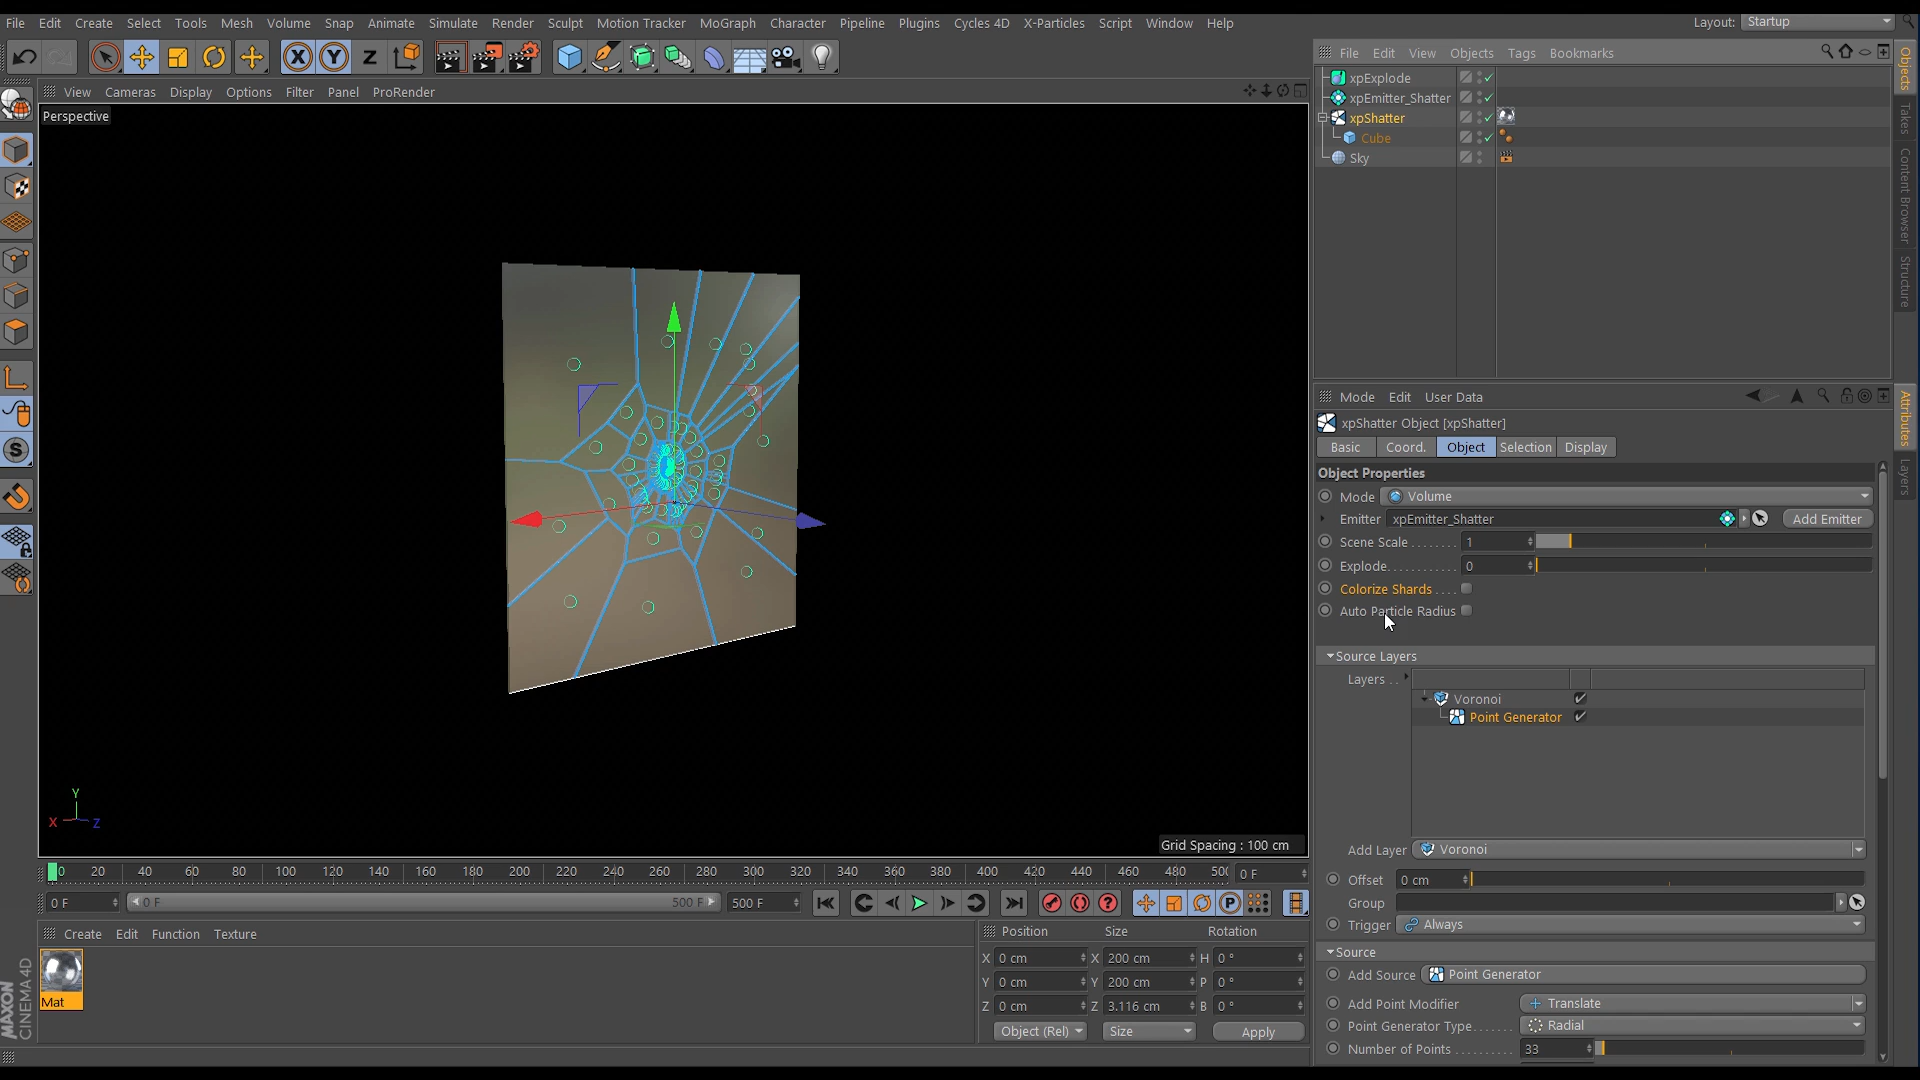 File Edit Create Select Tools Mesh Volume Snap Animate Simulate Render Sculpt Motion Tracker MoGraph Character Pipeline Plugins Cycles 4D X-Particles Script Window Help
Layout: Startup
View Cameras Display Options Filter Panel ProRender
Perspective
Y
X
Z
Grid Spacing : 100 cm
0 20 40 60 80 100 120 140 160 180 200 220 240 260 280 300 320 340 360 380 400 420 440 460 480 500 0 F
0 F 0 F 500 F 500 F
Create Edit Function Texture
Mat
MAXON
CINEMA 4D
Position Size Rotation
X 0 cm X 200 cm H 0 °
Y 0 cm Y 200 cm P 0 °
Z 0 cm Z 3.116 cm B 0 °
Object (Rel) Size Apply
File Edit View Objects Tags Bookmarks
xpExplode
xpEmitter_Shatter
xpShatter
Cube
Sky
Objects
Takes
Content Browser
Structure
Mode Edit User Data
xpShatter Object [xpShatter]
Basic Coord. Object Selection Display
Object Properties
Mode Volume
Emitter xpEmitter_Shatter Add Emitter
Scene Scale . . . . . . . 1
Explode. . . . . . . . . . . 0
Colorize Shards . . . .
Auto Particle Radius
Source Layers
Layers . .
Voronoi
Point Generator
Add Layer Voronoi
Offset 0 cm
Group
Trigger Always
Source
Add Source Point Generator
Add Point Modifier Translate
Point Generator Type. . . . . . Radial
Number of Points . . . . . . . . . 33
Attributes
Layers